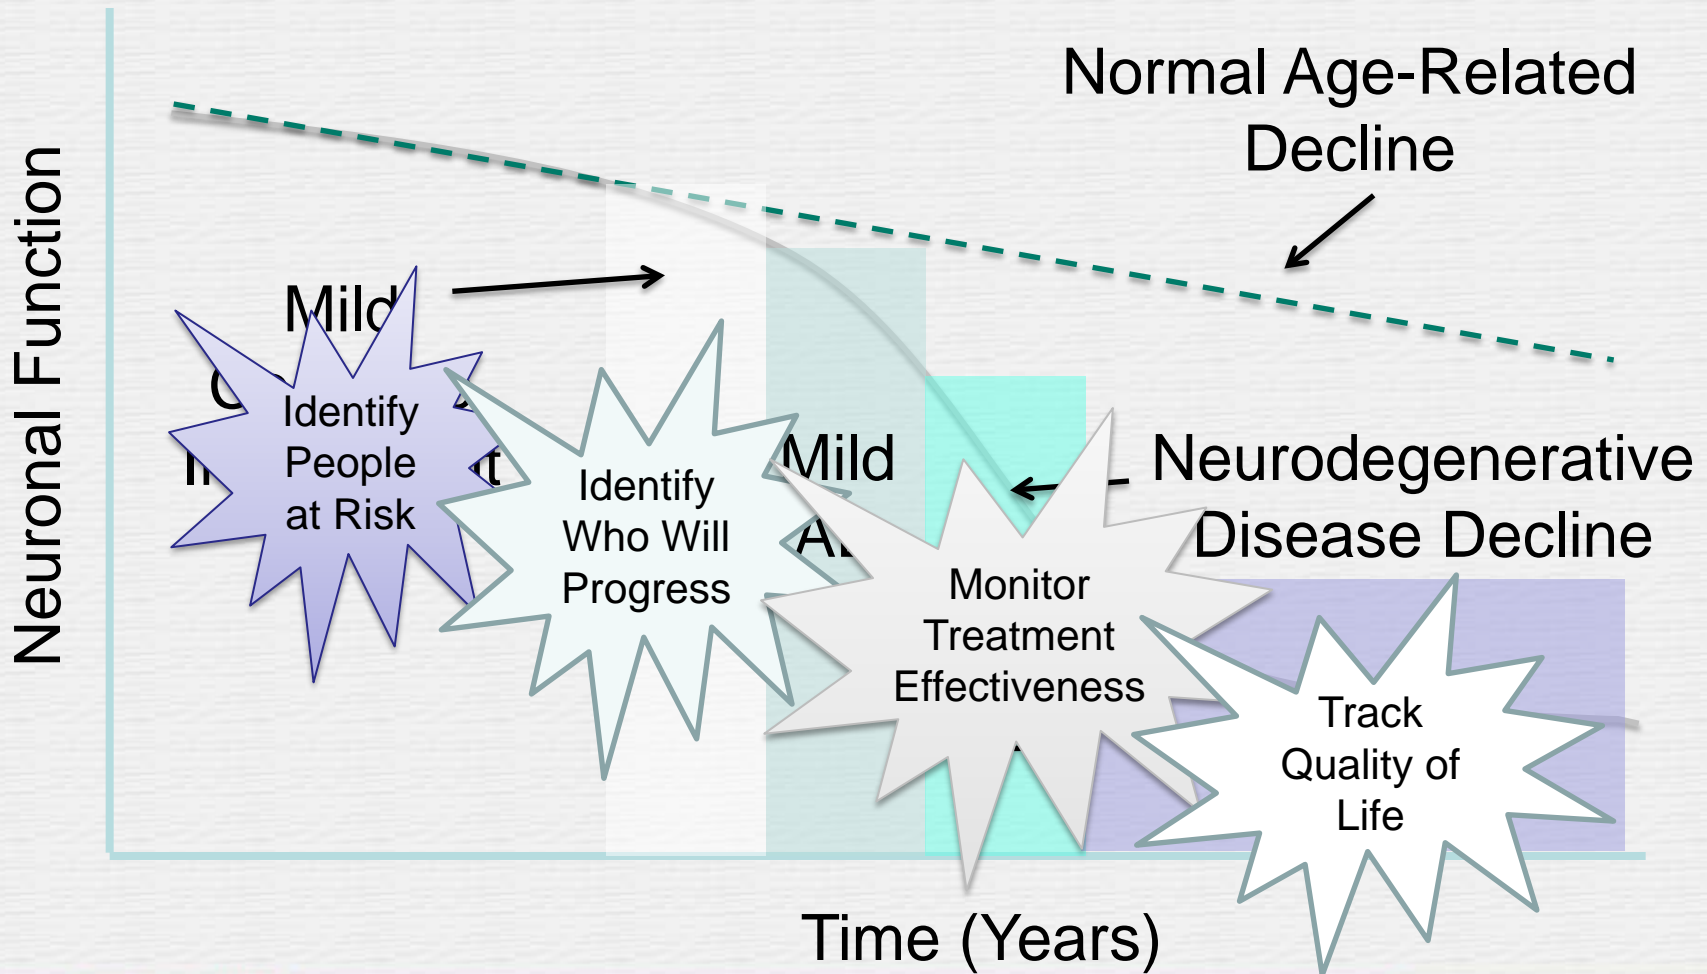 Neuronal Function
Normal Age-Related
Decline
Mild
Identify
People
at Risk
Identify
Who Will
Progress
Mild
Monitor
Treatment
Effectiveness
Neurodegenerative
Disease Decline
Track
Quality of
Life
Time (Years)